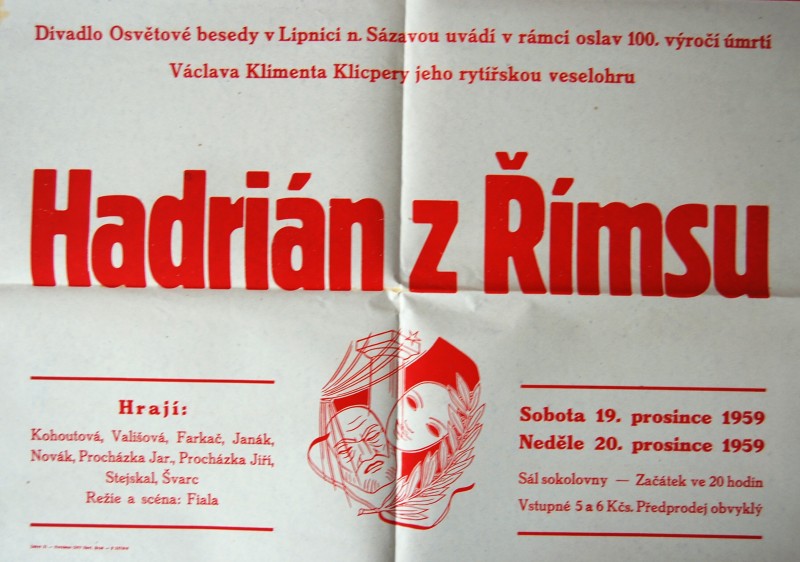 Divadlo Osvětové besedy v Lipnici n. Sázavou uvádí v rámci oslav 100. výročí úmrtí
Václava Klimenta Klicpery jeho rytířskou veselohru
Hadrián z Římsu
Hrají:
Kohoutová, Vališová, Farkač, Janák,
Novák, Procházka Jar., Procházka Jiří,
Stejskal, Švarc
Režie a scéna: Fiala
Sobota 19. prosince 1959
Neděle 20. prosince 1959
Sál sokolovny — Začátek ve 20 hodin
Vstupné 5 a 6 Kčs. Předprodej obvyklý